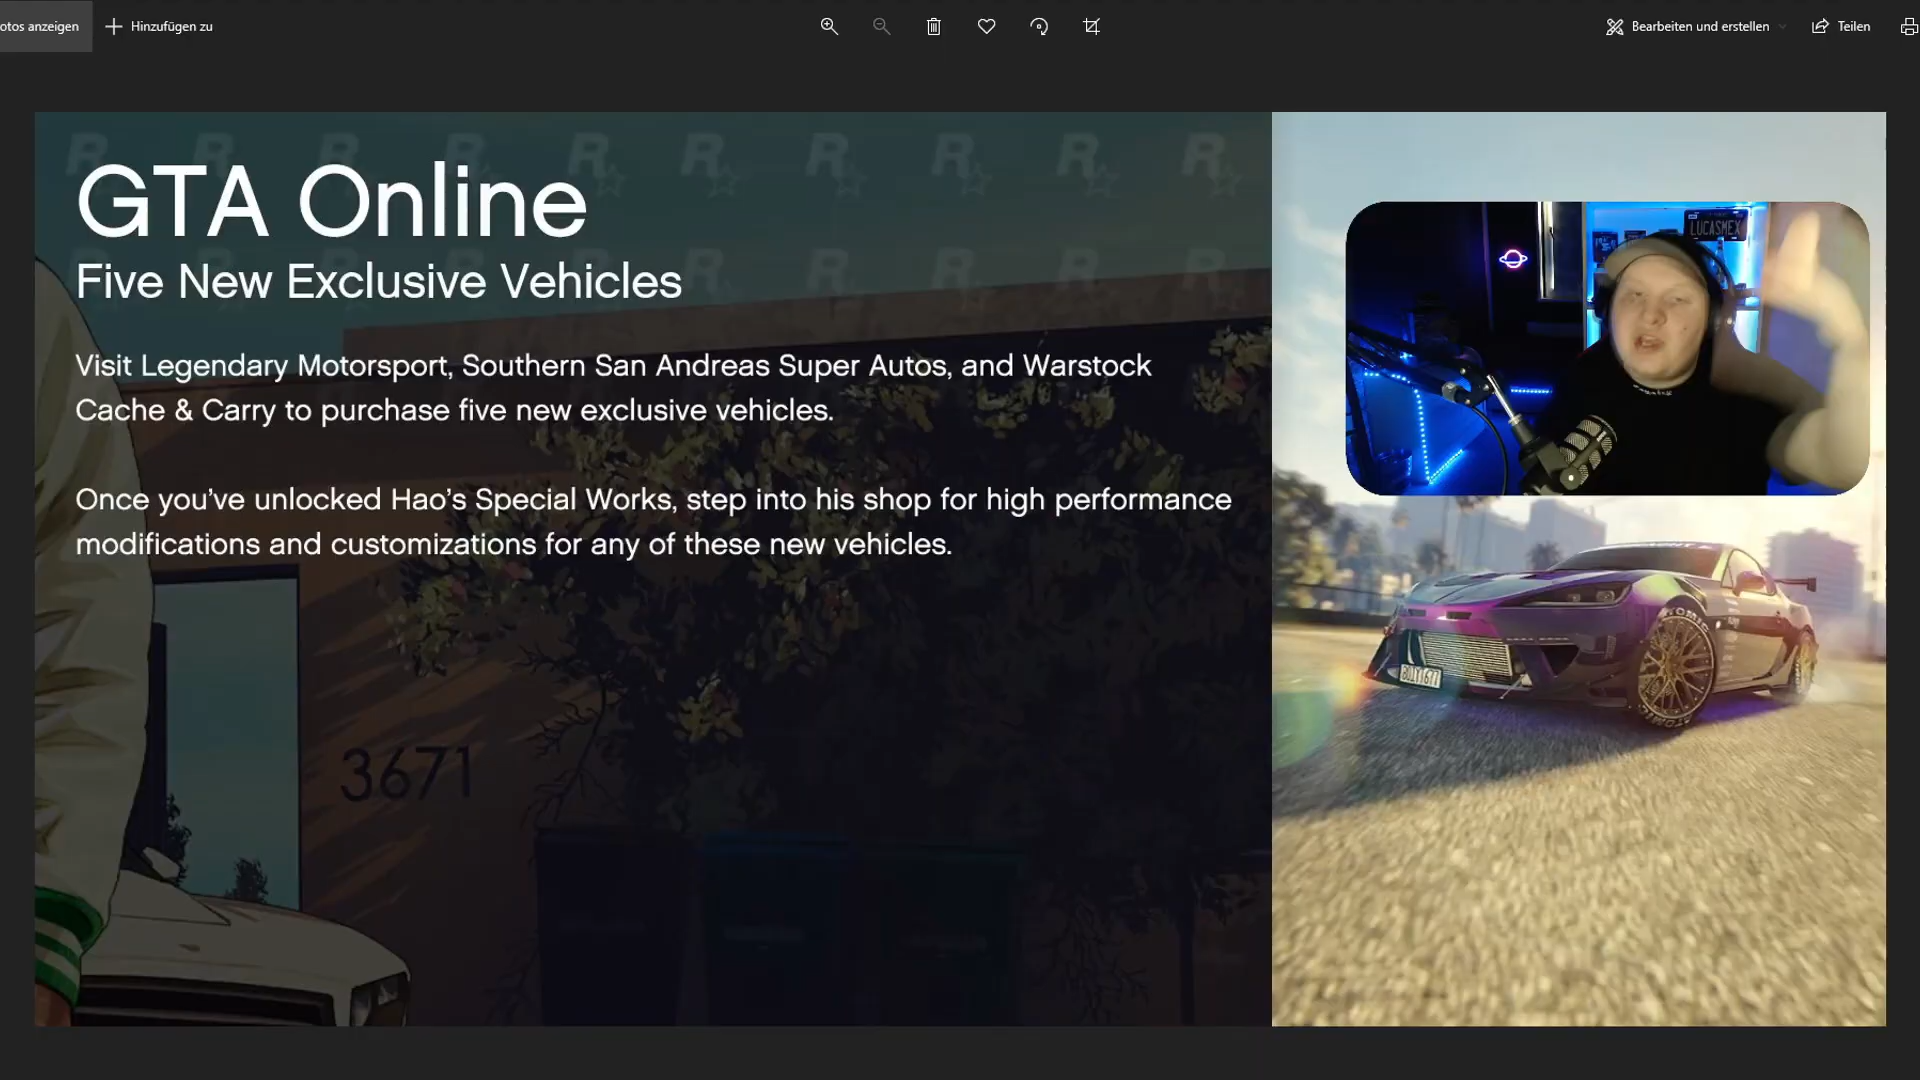 otos anzeigen
Hinzufügen zu
Bearbeiten und erstellen
Teilen
GTA Online
Five New Exclusive Vehicles
Visit Legendary Motorsport, Southern San Andreas Super Autos, and Warstock
Cache & Carry to purchase five new exclusive vehicles.
Once you've unlocked Hao's Special Works, step into his shop for high performance
modifications and customizations for any of these new vehicles.
3671
LUCASMEX
ATOMIC
ATOMIC